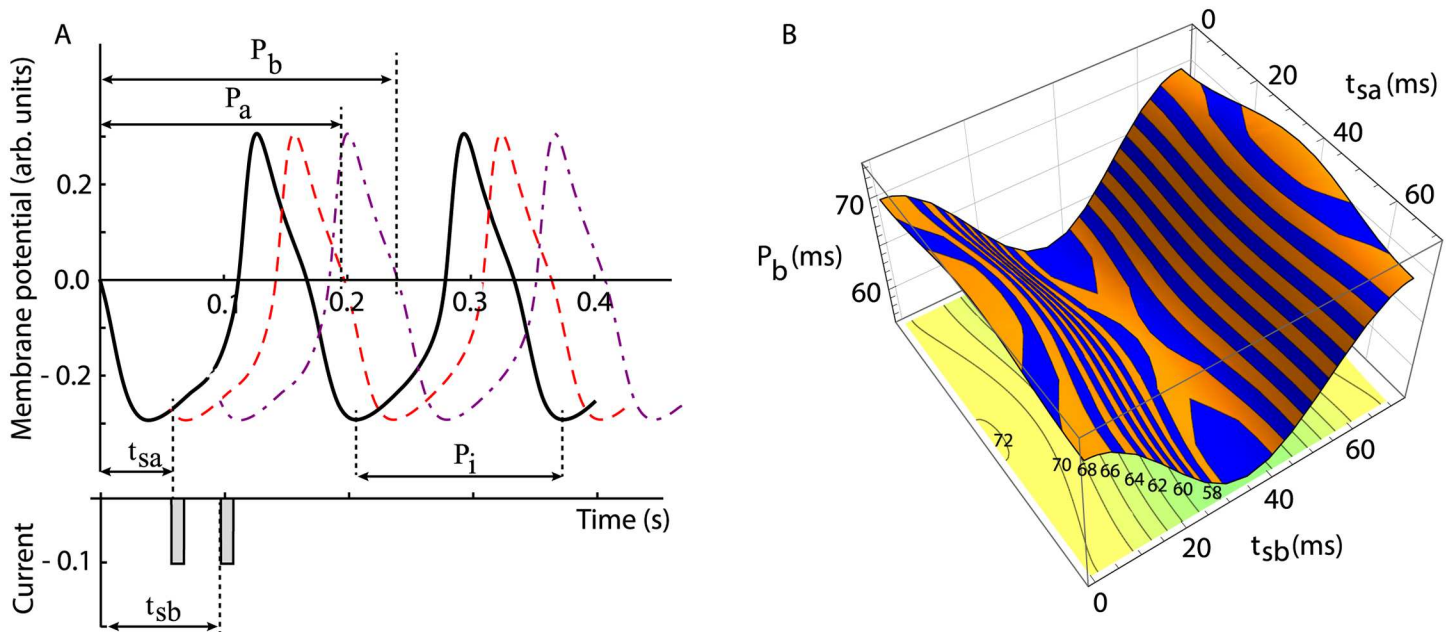 A
P_b
P_a
Membrane potential (arb. units)
0.2
0.0
- 0.2
0.1
0.2
0.3
0.4
t_sa
P_i
Current
- 0.1
Time (s)
t_sb
B
0
20
40
60
t_sa (ms)
70
60
P_b (ms)
72
70
68
66
64
62
60
58
0
20
40
60
t_sb (ms)